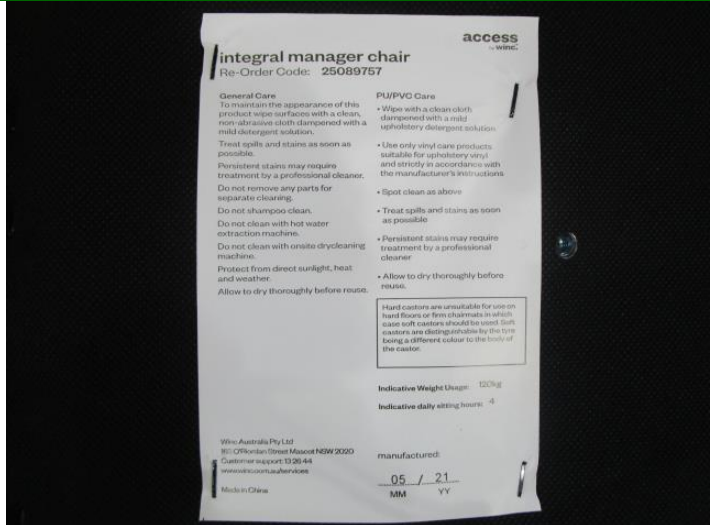 access
by winc.
integral manager chair
Re-Order Code: 25089757
General Care
To maintain the appearance of this
product wipe surfaces with a clean,
non-abrasive cloth dampened with a
mild detergent solution.
Treat spills and stains as soon as
possible.
Persistent stains may require
treatment by a professional cleaner.
Do not remove any parts for
separate cleaning.
Do not shampoo clean.
Do not clean with hot water
extraction machine.
Do not clean with onsite drycleaning
machine.
Protect from direct sunlight, heat
and weather.
Allow to dry thoroughly before reuse.
PU/PVC Care
• Wipe with a clean cloth
dampened with a mild
upholstery detergent solution
• Use only vinyl care products
suitable for upholstery vinyl
and strictly in accordance with
the manufacturer's instructions
• Spot clean as above
• Treat spills and stains as soon
as possible
• Persistent stains may require
treatment by a professional
cleaner
• Allow to dry thoroughly before
reuse.
Hard castors are unsuitable for use on
hard floors or firm chairmats in which
case soft castors should be used. Soft
castors are distinguishable by the tyre
being a different colour to the body of
the castor.
Indicative Weight Usage: 120kg
Indicative daily sitting hours: 4
Winc Australia Pty Ltd
O'Riordan Street Mascot NSW 2020
Customer support: 13 26 44
www.winc.com.au/services
Made in China
manufactured:
05 / 21
MM YY